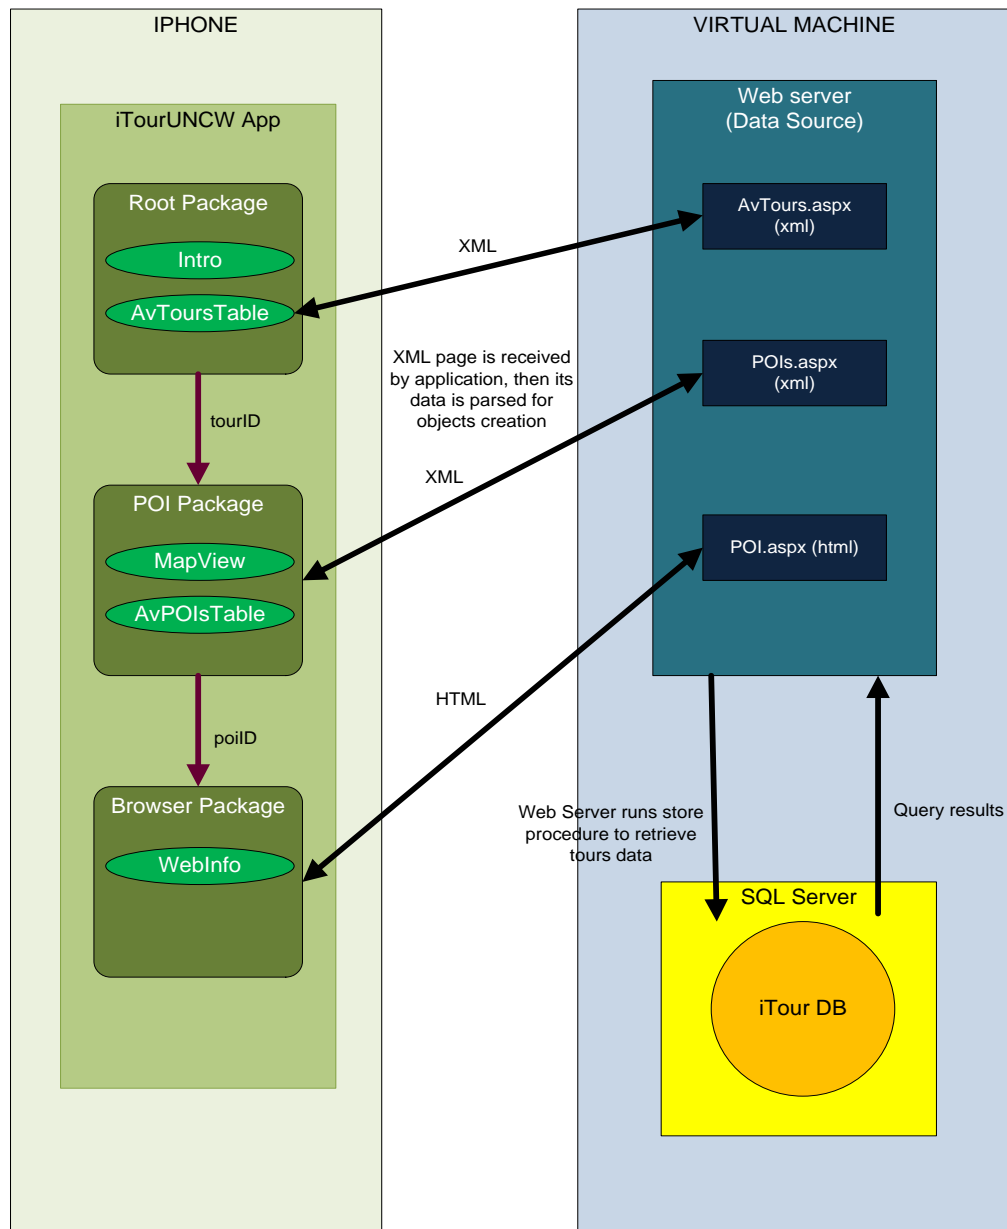 IPHONE
iTourUNCW App
Root Package
Intro
AvToursTable
tourID
POI Package
MapView
AvPOIsTable
poiID
Browser Package
WebInfo
XML
XML page is received
by application, then its
data is parsed for
objects creation
XML
HTML
VIRTUAL MACHINE
Web server
(Data Source)
AvTours.aspx
(xml)
POIs.aspx
(xml)
POI.aspx (html)
Web Server runs store
procedure to retrieve
tours data
Query results
SQL Server
iTour DB